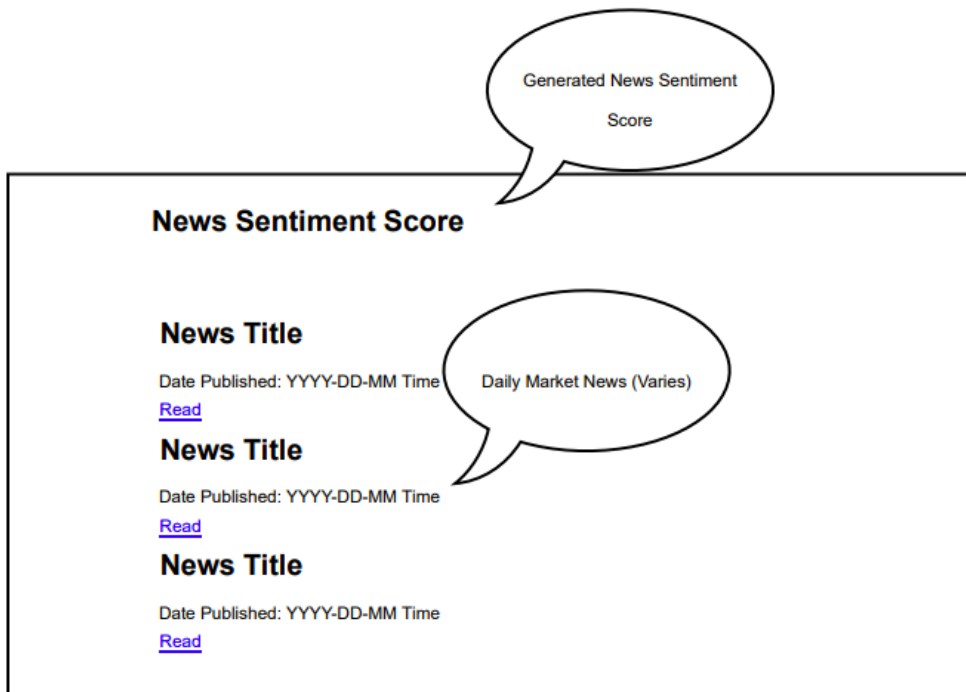 Generated News Sentiment
Score
News Sentiment Score
News Title
Date Published: YYYY-DD-MM Time
Read
Daily Market News (Varies)
News Title
Date Published: YYYY-DD-MM Time
Read
News Title
Date Published: YYYY-DD-MM Time
Read